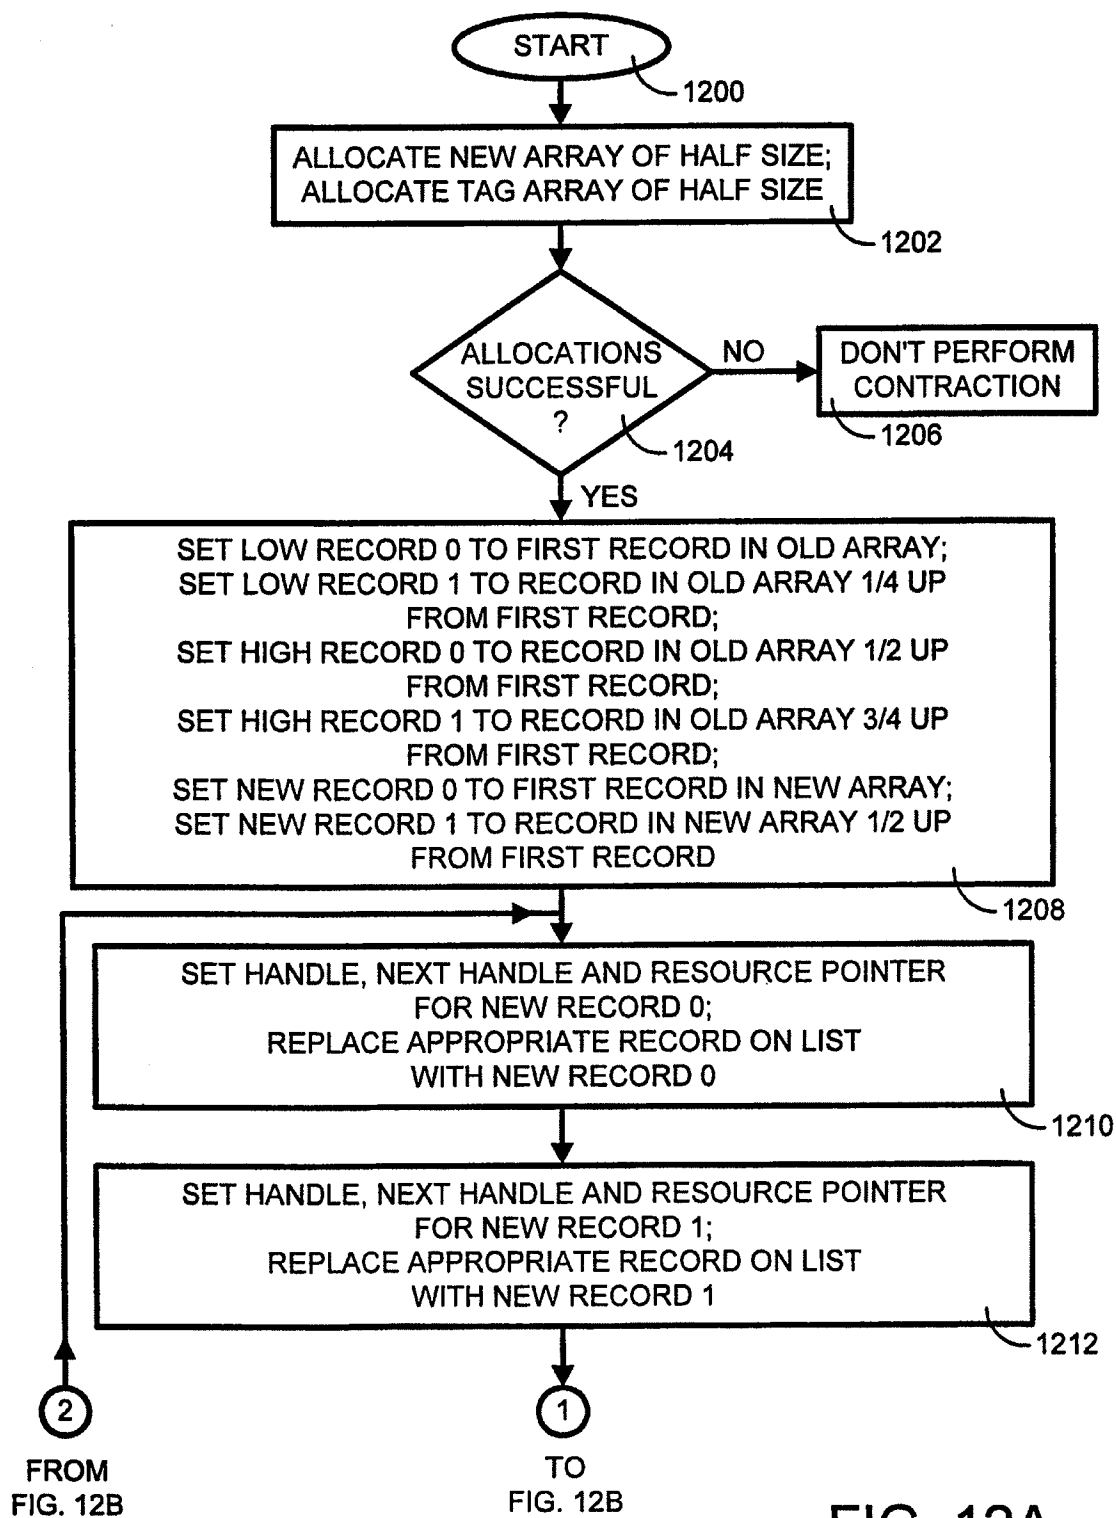 START
1200
ALLOCATE NEW ARRAY OF HALF SIZE;
ALLOCATE TAG ARRAY OF HALF SIZE
1202
ALLOCATIONS
SUCCESSFUL
?
1204
NO
DON'T PERFORM
CONTRACTION
1206
YES
SET LOW RECORD 0 TO FIRST RECORD IN OLD ARRAY;
SET LOW RECORD 1 TO RECORD IN OLD ARRAY 1/4 UP
FROM FIRST RECORD;
SET HIGH RECORD 0 TO RECORD IN OLD ARRAY 1/2 UP
FROM FIRST RECORD;
SET HIGH RECORD 1 TO RECORD IN OLD ARRAY 3/4 UP
FROM FIRST RECORD;
SET NEW RECORD 0 TO FIRST RECORD IN NEW ARRAY;
SET NEW RECORD 1 TO RECORD IN NEW ARRAY 1/2 UP
FROM FIRST RECORD
1208
SET HANDLE, NEXT HANDLE AND RESOURCE POINTER
FOR NEW RECORD 0;
REPLACE APPROPRIATE RECORD ON LIST
WITH NEW RECORD 0
1210
SET HANDLE, NEXT HANDLE AND RESOURCE POINTER
FOR NEW RECORD 1;
REPLACE APPROPRIATE RECORD ON LIST
WITH NEW RECORD 1
1212
2
FROM
FIG. 12B
1
TO
FIG. 12B
FIG. 12A